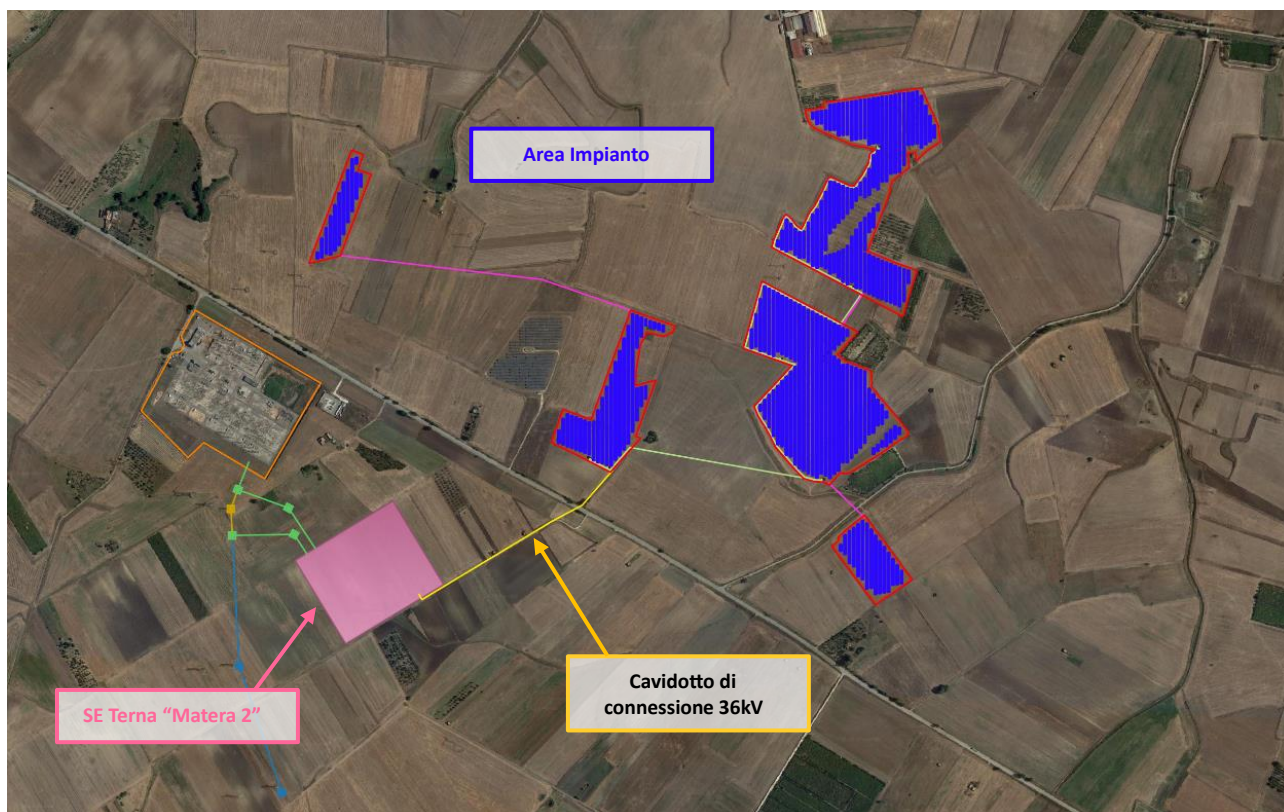 Area Impianto
Cavidotto di
connessione 36kV
SE Terna “Matera 2”